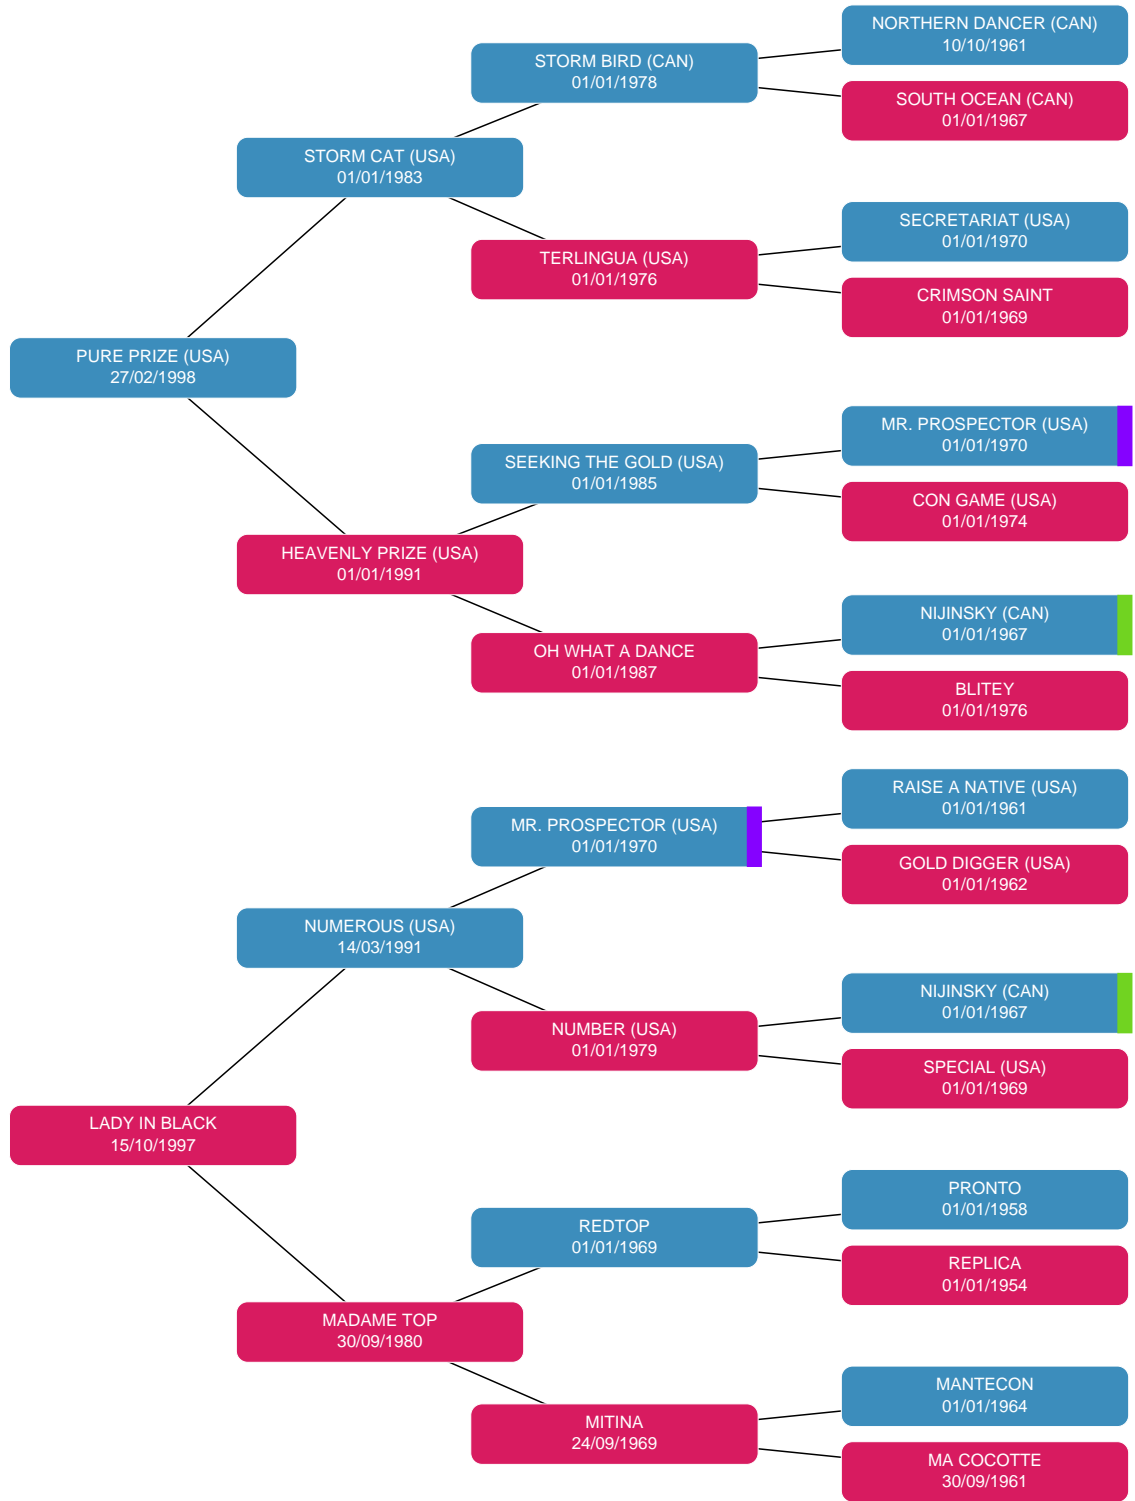 NORTHERN DANCER (CAN)
10/10/1961
STORM BIRD (CAN)
01/01/1978
SOUTH OCEAN (CAN)
01/01/1967
STORM CAT (USA)
01/01/1983
SECRETARIAT (USA)
01/01/1970
TERLINGUA (USA)
01/01/1976
CRIMSON SAINT
01/01/1969
PURE PRIZE (USA)
27/02/1998
MR. PROSPECTOR (USA)
01/01/1970
SEEKING THE GOLD (USA)
01/01/1985
CON GAME (USA)
01/01/1974
HEAVENLY PRIZE (USA)
01/01/1991
NIJINSKY (CAN)
01/01/1967
OH WHAT A DANCE
01/01/1987
BLITEY
01/01/1976
RAISE A NATIVE (USA)
01/01/1961
MR. PROSPECTOR (USA)
01/01/1970
GOLD DIGGER (USA)
01/01/1962
NUMEROUS (USA)
14/03/1991
NIJINSKY (CAN)
01/01/1967
NUMBER (USA)
01/01/1979
SPECIAL (USA)
01/01/1969
LADY IN BLACK
15/10/1997
PRONTO
01/01/1958
REDTOP
01/01/1969
REPLICA
01/01/1954
MADAME TOP
30/09/1980
MANTECON
01/01/1964
MITINA
24/09/1969
MA COCOTTE
30/09/1961